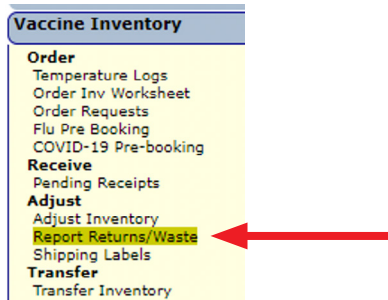 Vaccine Inventory
Order
Temperature Logs
Order Inv Worksheet
Order Requests
Flu Pre Booking
COVID-19 Pre-booking
Receive
Pending Receipts
Adjust
Adjust Inventory
Report Returns/Waste
Shipping Labels
Transfer
Transfer Inventory